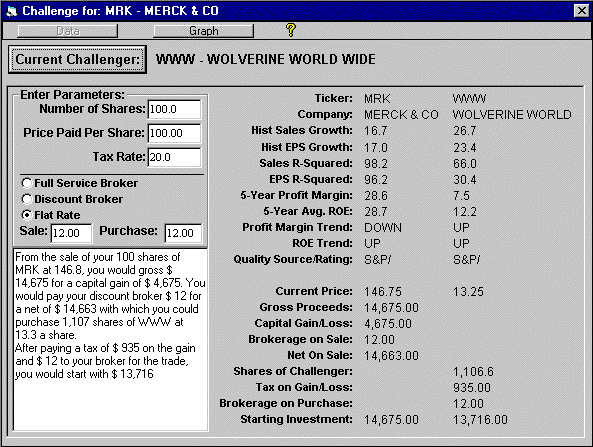 Challenge for: MRK - MERCK & CO
Data Graph ?
Current Challenger: WWW - WOLVERINE WORLD WIDE
Enter Parameters:
Number of Shares: 100.0
Price Paid Per Share: 100.00
Tax Rate: 20.0
Full Service Broker
Discount Broker
Flat Rate
Sale: 12.00 Purchase: 12.00
From the sale of your 100 shares of
MRK at 146.8, you would gross $
14,675 for a capital gain of $ 4,675. You
would pay your discount broker $ 12 for
a net of $ 14,663 with which you could
purchase 1,107 shares of WWW at
13.3 a share.
After paying a tax of $ 935 on the gain
and $ 12 to your broker for the trade,
you would start with $ 13,716
Ticker: MRK WWW
Company: MERCK & CO WOLVERINE WORLD
Hist Sales Growth: 16.7 26.7
Hist EPS Growth: 17.0 23.4
Sales R-Squared: 98.2 66.0
EPS R-Squared: 96.2 30.4
5-Year Profit Margin: 28.6 7.5
5-Year Avg. ROE: 28.7 12.2
Profit Margin Trend: DOWN UP
ROE Trend: UP UP
Quality Source/Rating: S&P/ S&P/
Current Price: 146.75 13.25
Gross Proceeds: 14,675.00
Capital Gain/Loss: 4,675.00
Brokerage on Sale: 12.00
Net On Sale: 14,663.00
Shares of Challenger: 1,106.6
Tax on Gain/Loss: 935.00
Brokerage on Purchase: 12.00
Starting Investment: 14,675.00 13,716.00